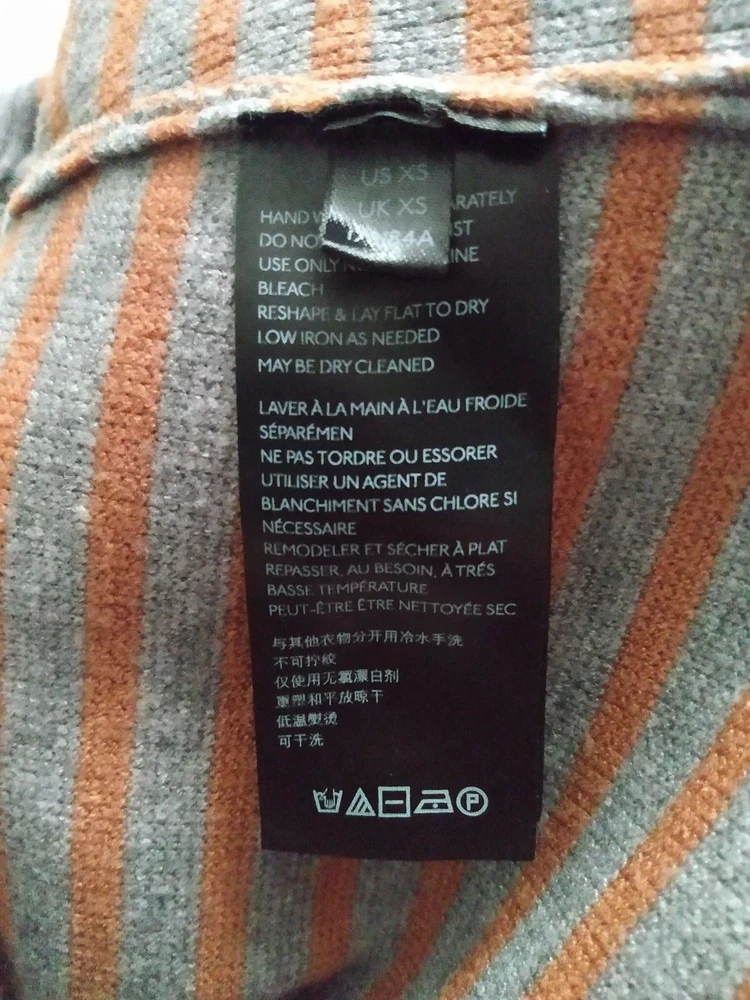 US XS
UK XS
HAND RATELY
DO NO ST
USE ONLY INE
BLEACH
RESHAPE & LAY FLAT TO DRY
LOW IRON AS NEEDED
MAY BE DRY CLEANED
LAVER À LA MAIN À L'EAU FROIDE
SÉPARÉMEN
NE PAS TORDRE OU ESSORER
UTILISER UN AGENT DE
BLANCHIMENT SANS CHLORE SI
NÉCESSAIRE
REMODELER ET SÉCHER À PLAT
REPASSER, AU BESOIN, À TRÉS
BASSE TEMPÉRATURE
PEUT-ÊTRE ÊTRE NETTOYÉE SEC
与其他衣物分开用冷水手洗
不可拧绞
仅使用无氯漂白剂
重塑和平放晾干
低温熨烫
可干洗
P